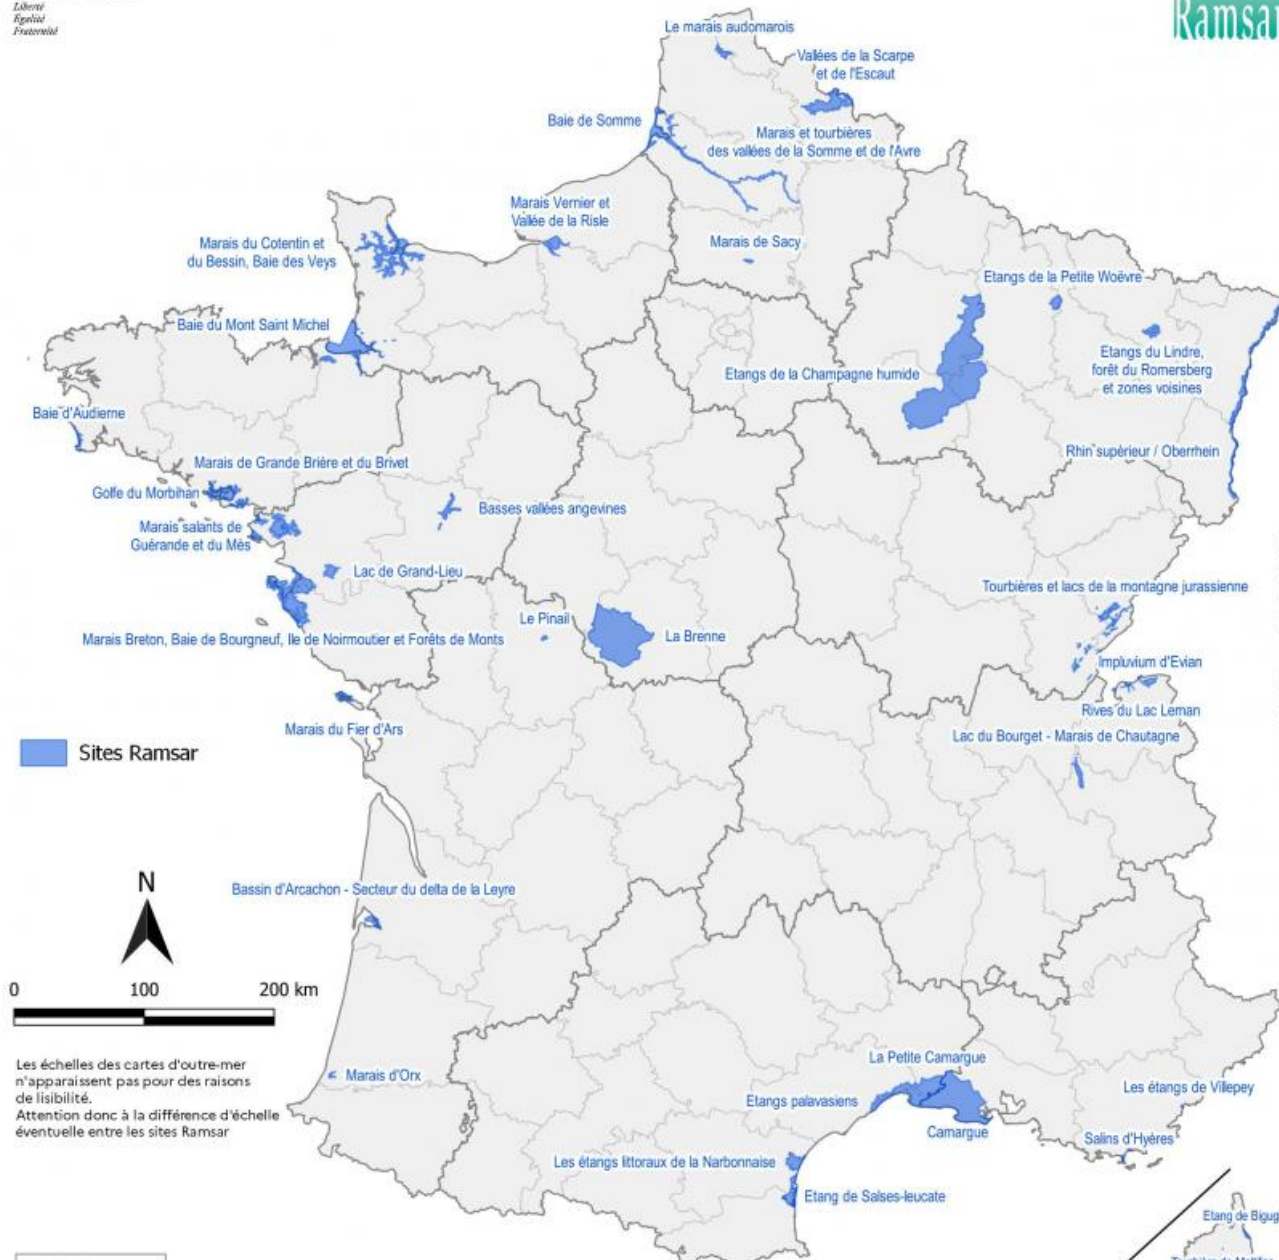 Liberté
Égalité
Fraternité
Ramsar
Le marais audomarois
Vallées de la Scarpe
et de l'Escaut
Baie de Somme
Marais et tourbières
des vallées de la Somme et de l'Avre
Marais Vernier et
Vallée de la Risle
Marais de Sacy
Marais du Cotentin et
du Bessin, Baie des Veys
Etangs de la Petite Woëvre
Baie du Mont Saint Michel
Etangs du Lindre,
forêt du Romersberg
et zones voisines
Etangs de la Champagne humide
Baie d'Audierne
Rhin supérieur / Oberrhein
Marais de Grande Brière et du Brivet
Golfe du Morbihan
Basses vallées angevines
Marais salants de
Guérande et du Mès
Lac de Grand-Lieu
Tourbières et lacs de la montagne jurassienne
Le Pinail
Marais Breton, Baie de Bourgneuf, Ile de Noirmoutier et Forêts de Monts
La Brenne
Impluvium d'Evian
Rives du Lac Leman
Marais du Fier d'Ars
Lac du Bourget - Marais de Chautagne
Sites Ramsar
N
Bassin d'Arcachon - Secteur du delta de la Leyre
0 100 200 km
Les échelles des cartes d'outre-mer
n'apparaissent pas pour des raisons
de lisibilité.
Attention donc à la différence d'échelle
éventuelle entre les sites Ramsar
Marais d'Orx
La Petite Camargue
Les étangs de Villepey
Etangs palavasiens
Camargue
Salins d'Hyères
Les étangs littoraux de la Narbonnaise
Etang de Salses-leucate
Etang de Bigug